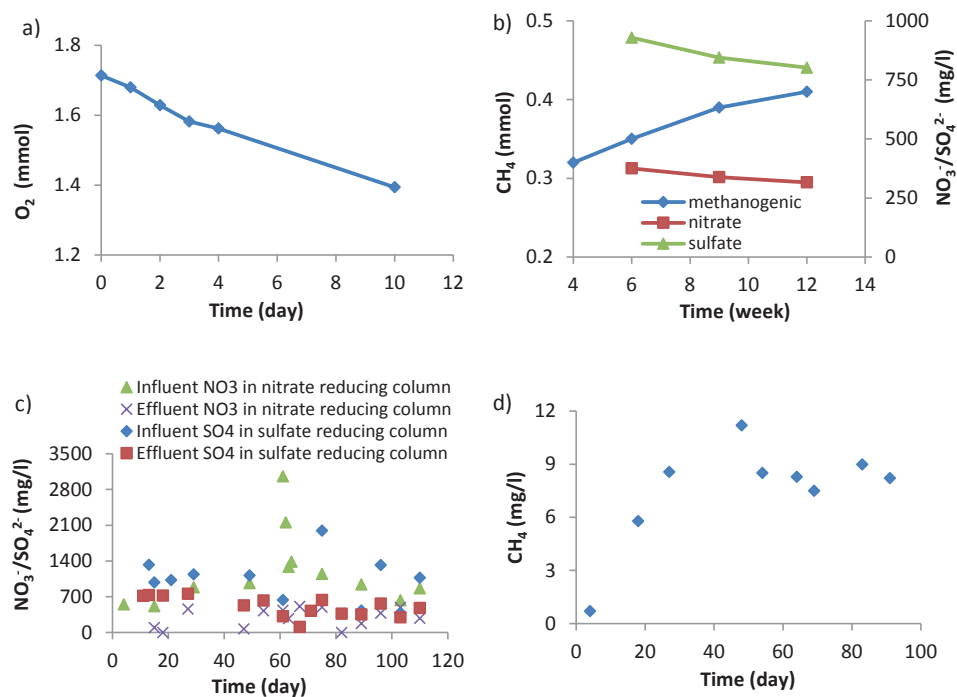 a)
1.8
1.6
1.4
1.2
O₂ (mmol)
0 2 4 6 8 10 12
Time (day)
b)
0.5
0.4
0.3
0.2
CH₄ (mmol)
1000
750
500
250
0
NO₃⁻/SO₄²⁻ (mg/l)
methanogenic
nitrate
sulfate
4 6 8 10 12 14
Time (week)
c)
Influent NO3 in nitrate reducing column
Effluent NO3 in nitrate reducing column
Influent SO4 in sulfate reducing column
Effluent SO4 in sulfate reducing column
3500
2800
2100
1400
700
0
NO₃⁻/SO₄²⁻ (mg/l)
0 20 40 60 80 100 120
Time (day)
d)
12
9
6
3
0
CH₄ (mg/l)
0 20 40 60 80 100
Time (day)